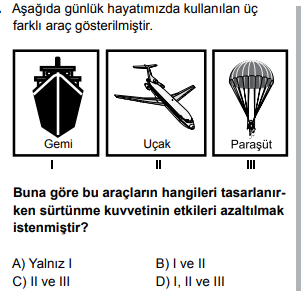 Aşağıda günlük hayatımızda kullanılan üç
farklı araç gösterilmiştir.
Gemi Uçak Paraşüt
I II III
Buna göre bu araçların hangileri tasarlanır-
ken sürtünme kuvvetinin etkileri azaltılmak
istenmiştir?
A) Yalnız I B) I ve II
C) II ve III D) I, II ve III